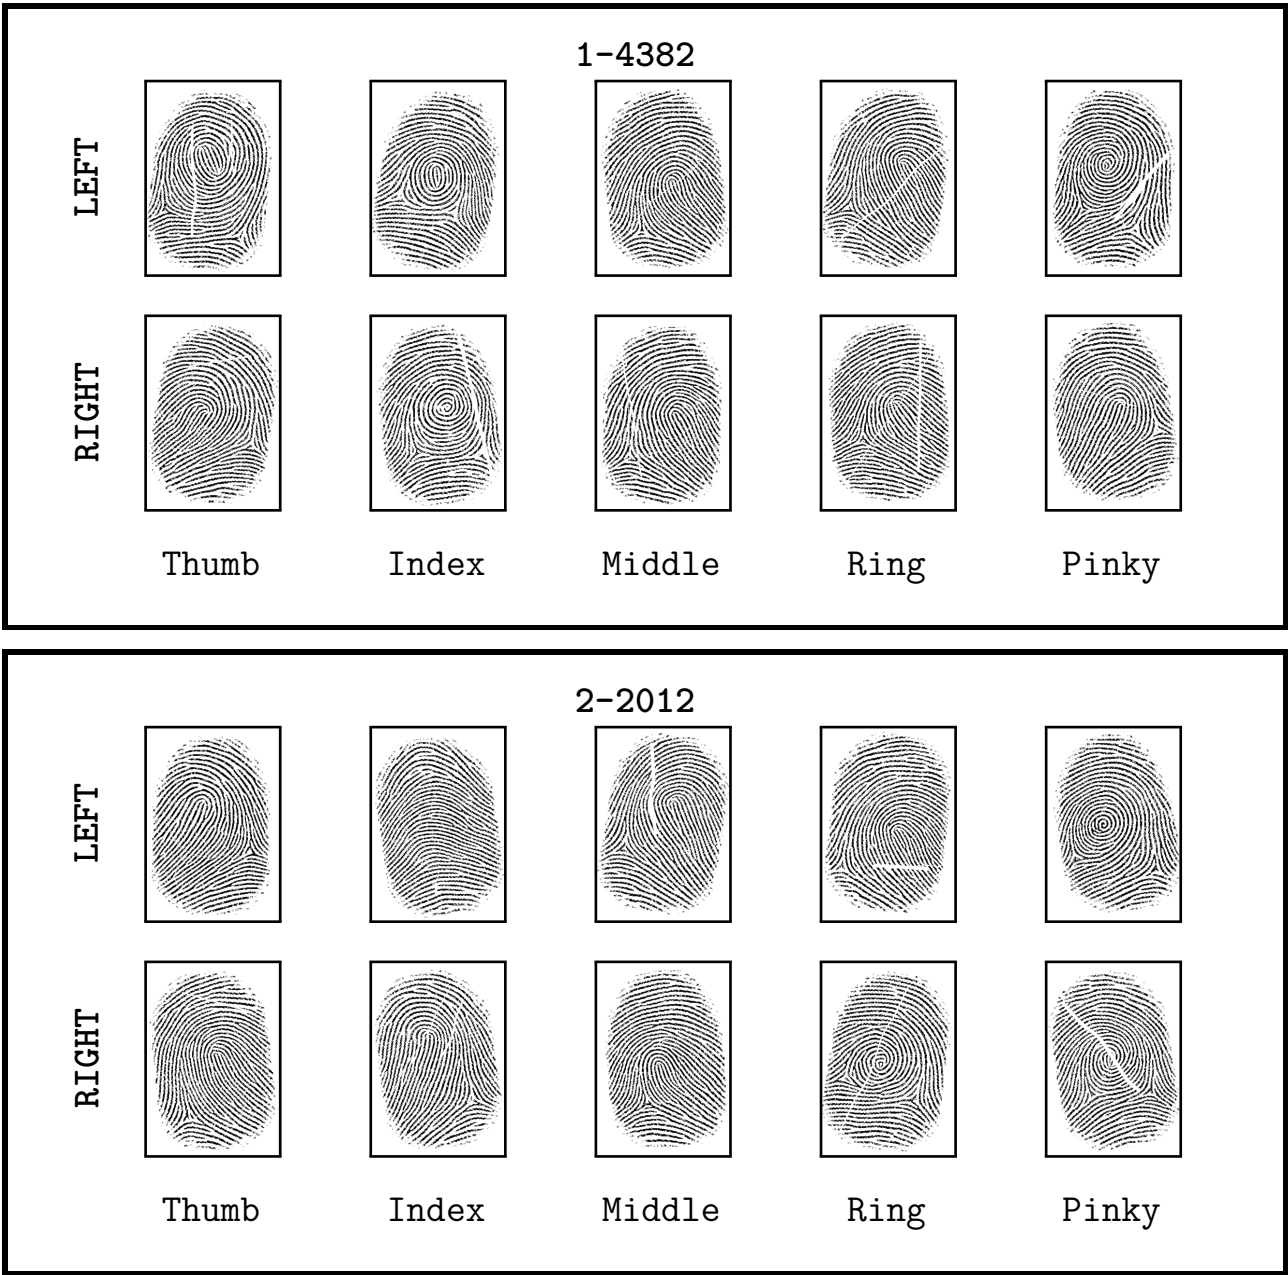 1-4382
LEFT
RIGHT
Thumb Index Middle Ring Pinky
2-2012
LEFT
RIGHT
Thumb Index Middle Ring Pinky